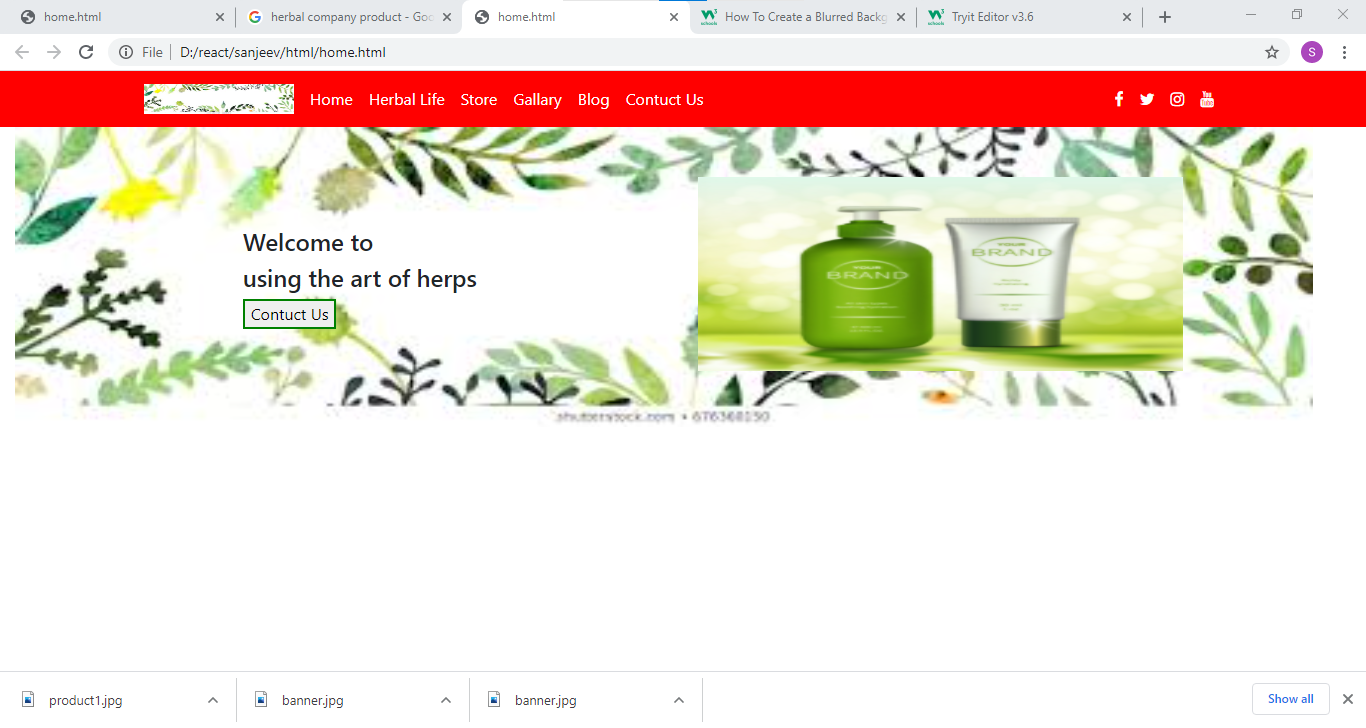 home.html
herbal company product - Goo
home.html
How To Create a Blurred Backg
Tryit Editor v3.6
File
D:/react/sanjeev/html/home.html
S
Home Herbal Life Store Gallary Blog Contuct Us
You
Tube
Welcome to
using the art of herps
Contuct Us
YOUR
BRAND
YOUR
BRAND
shutterstock.com • 676368150
product1.jpg
banner.jpg
banner.jpg
Show all